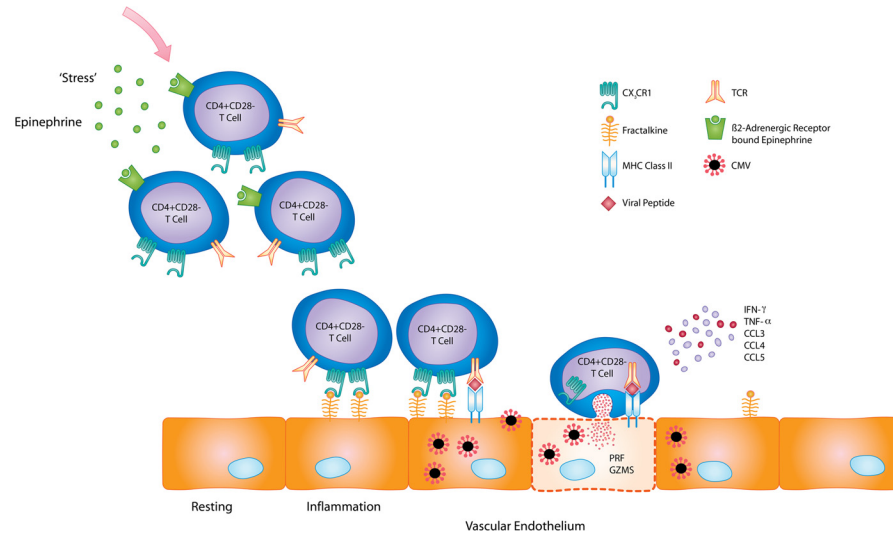 'Stress'
Epinephrine
CD4+CD28-
T Cell
CD4+CD28-
T Cell
CD4+CD28-
T Cell
CX₃CR1
Fractalkine
MHC Class II
Viral Peptide
TCR
ß2-Adrenergic Receptor
bound Epinephrine
CMV
CD4+CD28-
T Cell
CD4+CD28-
T Cell
CD4+CD28-
T Cell
IFN-γ
TNF-α
CCL3
CCL4
CCL5
PRF
GZMS
Resting
Inflammation
Vascular Endothelium